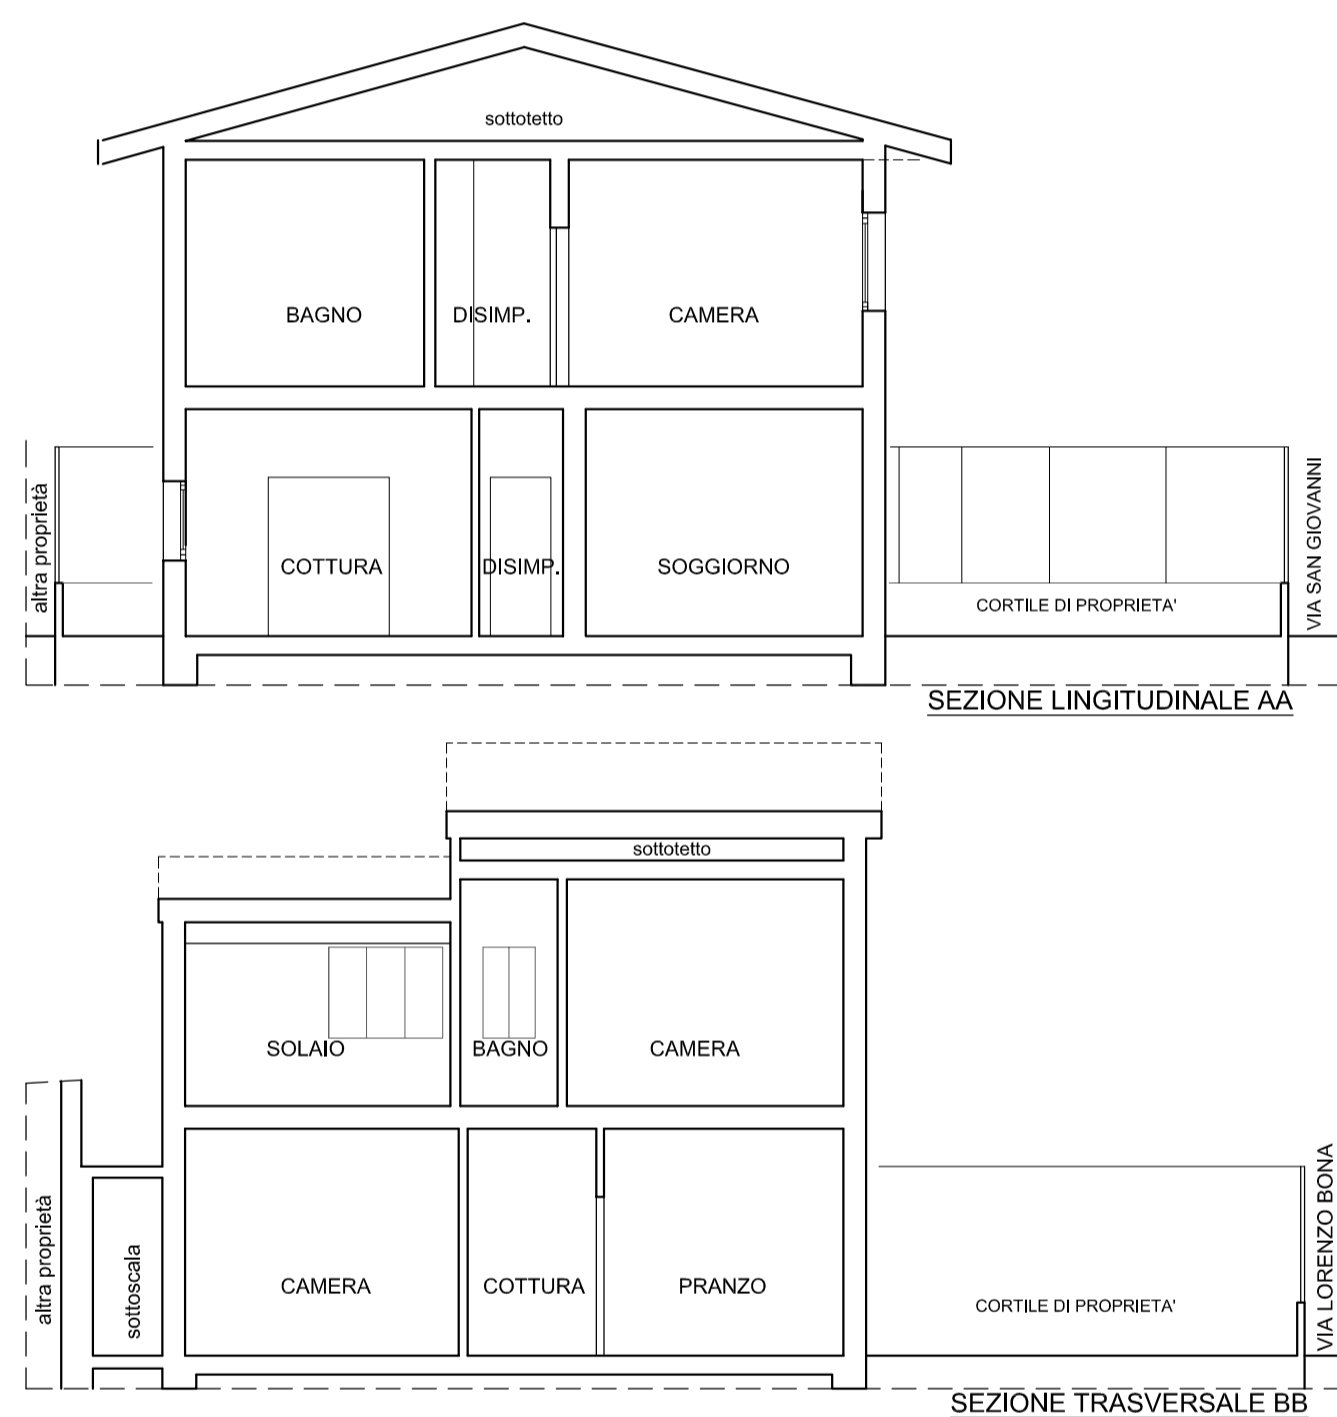 sottotetto
BAGNO
DISIMP.
CAMERA
altra proprietà
COTTURA
DISIMP.
SOGGIORNO
CORTILE DI PROPRIETA'
VIA SAN GIOVANNI
SEZIONE LINGITUDINALE AA
sottotetto
SOLAIO
BAGNO
CAMERA
altra proprietà
sottoscala
CAMERA
COTTURA
PRANZO
CORTILE DI PROPRIETA'
VIA LORENZO BONA
SEZIONE TRASVERSALE BB